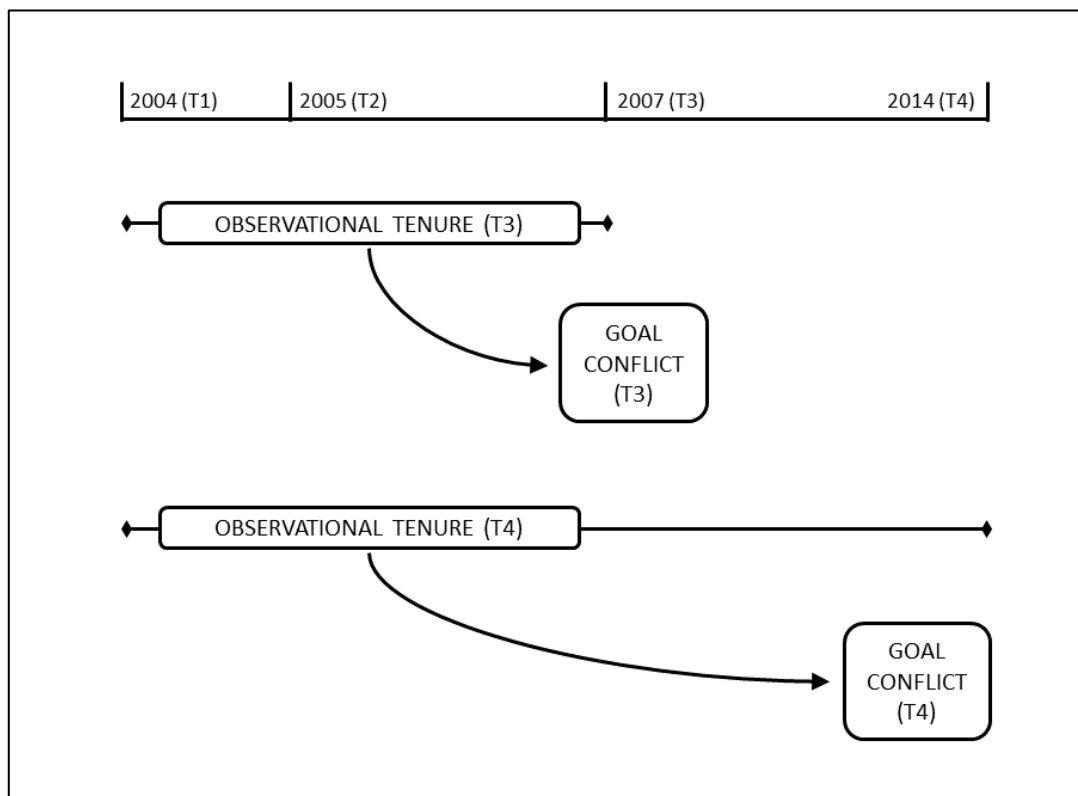 2004 (T1) 2005 (T2) 2007 (T3) 2014 (T4)
OBSERVATIONAL TENURE (T3)
GOAL
CONFLICT
(T3)
OBSERVATIONAL TENURE (T4)
GOAL
CONFLICT
(T4)